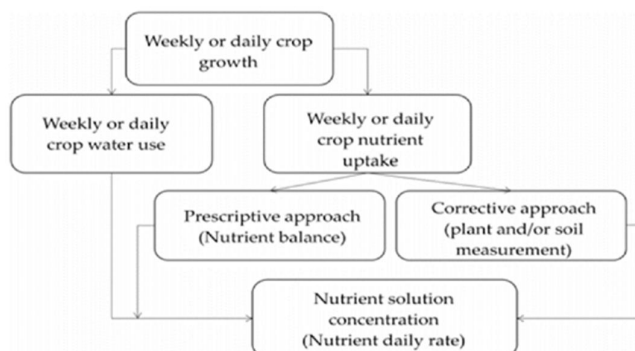 Weekly or daily crop
growth
Weekly or daily
crop water use
Weekly or daily
crop nutrient
uptake
Prescriptive approach
(Nutrient balance)
Corrective approach
(plant and/or soil
measurement)
Nutrient solution
concentration
(Nutrient daily rate)